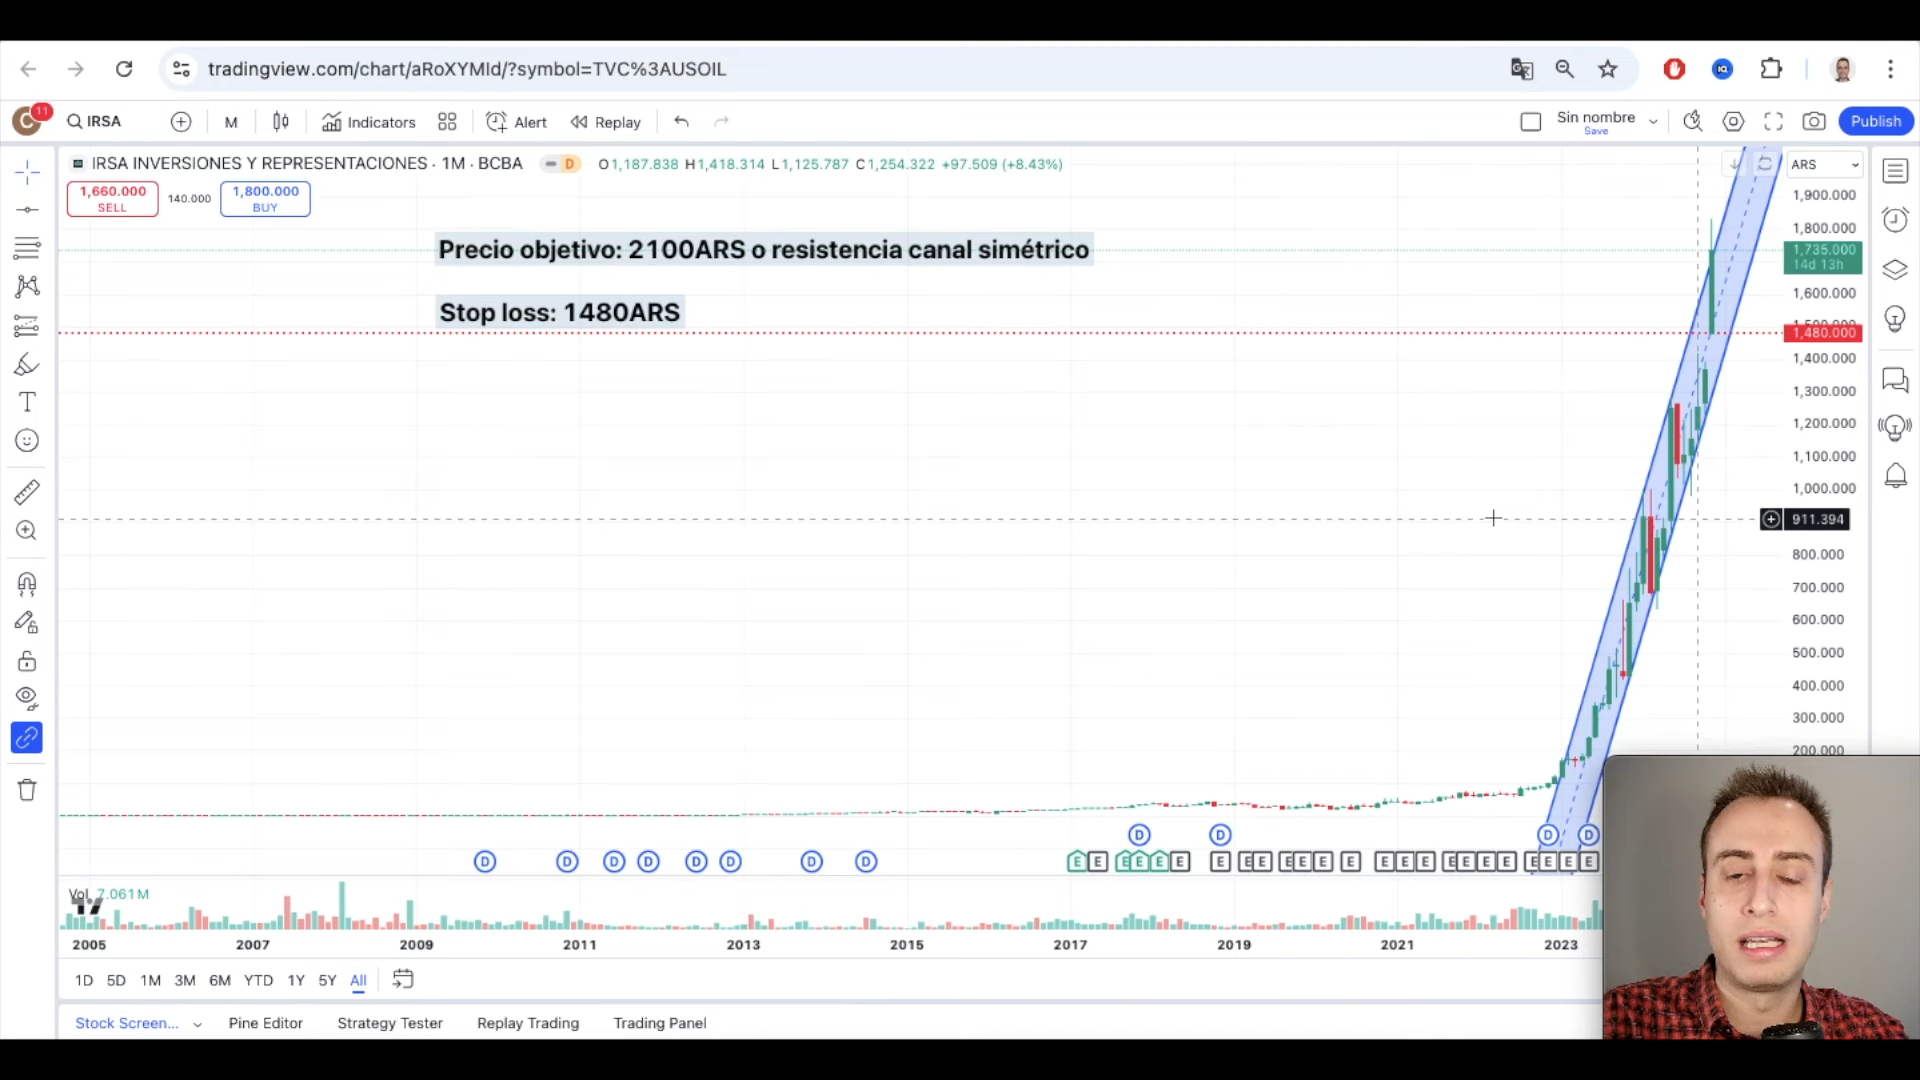 tradingview.com/chart/aRoXYMld/?symbol=TVC%3AUSOIL
C 11 IRSA M Indicators Alert Replay Sin nombre Save Publish
IRSA INVERSIONES Y REPRESENTACIONES · 1M · BCBA D O1,187.838 H1,418.314 L1,125.787 C1,254.322 +97.509 (+8.43%) ARS
1,660.000 SELL 140.000 1,800.000 BUY
1,900.000
1,800.000
Precio objetivo: 2100ARS o resistencia canal simétrico
1,735.000
14d 13h
1,600.000
Stop loss: 1480ARS
1,500.000
1,480.000
1,400.000
1,300.000
1,200.000
1,100.000
1,000.000
911.394
800.000
700.000
600.000
500.000
400.000
300.000
200.000
D D D D
D D D D D D D D E E E E E E E E E E E E E E E E E E E E E E E E
Vol 7.061M
2005 2007 2009 2011 2013 2015 2017 2019 2021 2023
1D 5D 1M 3M 6M YTD 1Y 5Y All
Stock Screen... Pine Editor Strategy Tester Replay Trading Trading Panel